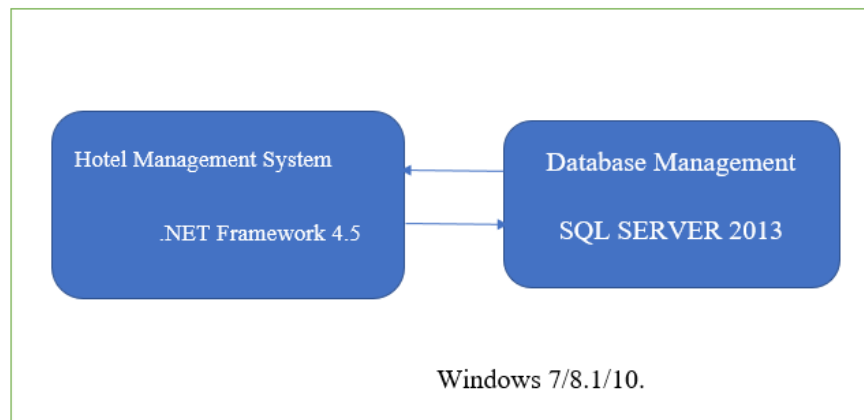 Hotel Management System
.NET Framework 4.5
Database Management
SQL SERVER 2013
Windows 7/8.1/10.